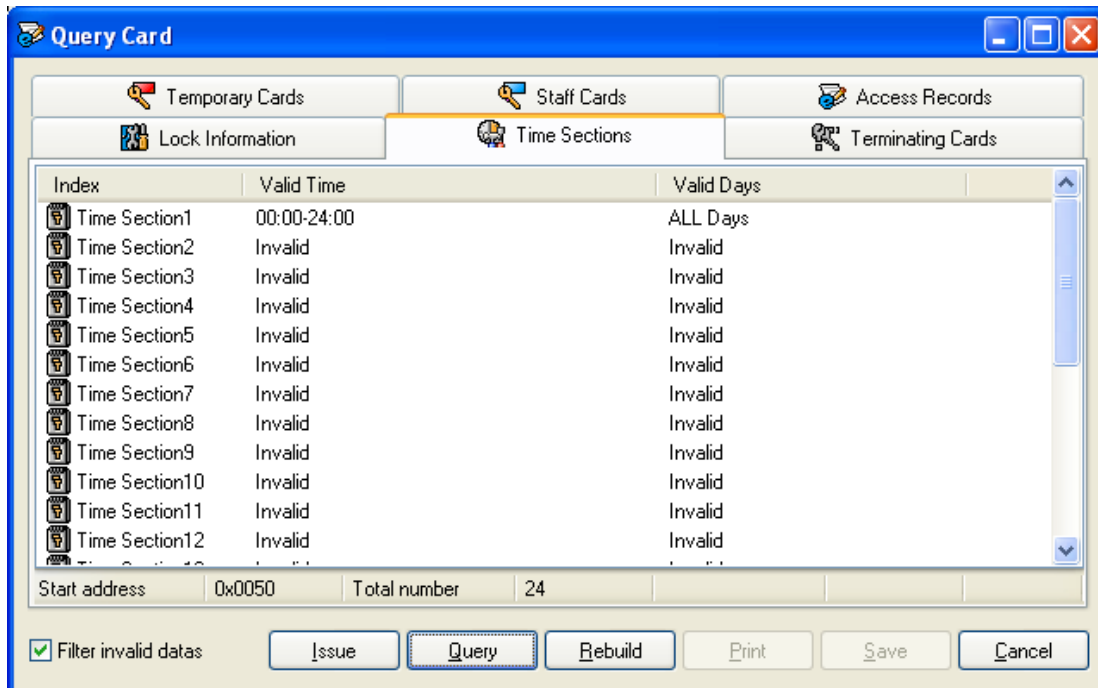 Query Card
Temporary Cards Staff Cards Access Records
Lock Information Time Sections Terminating Cards
Index Valid Time Valid Days
Time Section1 00:00-24:00 ALL Days
Time Section2 Invalid Invalid
Time Section3 Invalid Invalid
Time Section4 Invalid Invalid
Time Section5 Invalid Invalid
Time Section6 Invalid Invalid
Time Section7 Invalid Invalid
Time Section8 Invalid Invalid
Time Section9 Invalid Invalid
Time Section10 Invalid Invalid
Time Section11 Invalid Invalid
Time Section12 Invalid Invalid
Start address 0x0050 Total number 24
Filter invalid datas Issue Query Rebuild Print Save Cancel